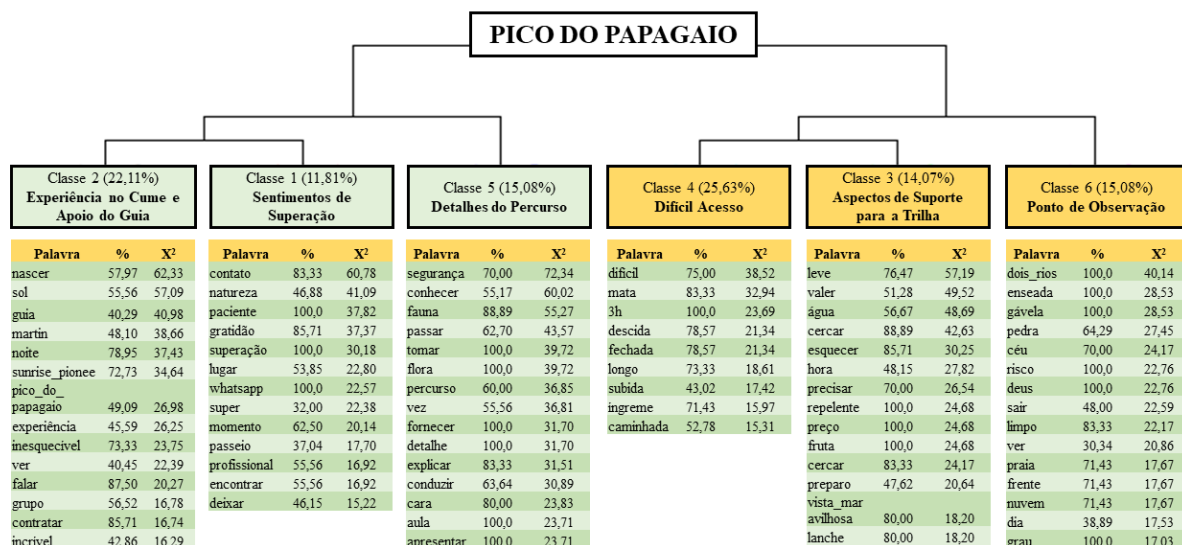 PICO DO PAPAGAIO
Classe 2 (22,11%)
Experiência no Cume e
Apoio do Guia
Palavra % X²
nascer 57,97 62,33
sol 55,56 57,09
guia 40,29 40,98
martin 48,10 38,66
noite 78,95 37,43
sunrise_pionee 72,73 34,64
pico_do_
papagaio 49,09 26,98
experiência 45,59 26,25
inesquecível 73,33 23,75
ver 40,45 22,39
falar 87,50 20,27
grupo 56,52 16,78
contratar 85,71 16,74
incrível 42,86 16,29
Classe 1 (11,81%)
Sentimentos de
Superação
Palavra % X²
contato 83,33 60,78
natureza 46,88 41,09
paciente 100,0 37,82
gratidão 85,71 37,37
superação 100,0 30,18
lugar 53,85 22,80
whatsapp 100,0 22,57
super 32,00 22,38
momento 62,50 20,14
passeio 37,04 17,70
profissional 55,56 16,92
encontrar 55,56 16,92
deixar 46,15 15,22
Classe 5 (15,08%)
Detalhes do Percurso
Palavra % X²
segurança 70,00 72,34
conhecer 55,17 60,02
fauna 88,89 55,27
passar 62,70 43,57
tomar 100,0 39,72
flora 100,0 39,72
percurso 60,00 36,85
vez 55,56 36,81
fornecer 100,0 31,70
detalhe 100,0 31,70
explicar 83,33 31,51
conduzir 63,64 30,89
cara 80,00 23,83
aula 100,0 23,71
apresentar 100,0 23,71
Classe 4 (25,63%)
Difícil Acesso
Palavra % X²
difícil 75,00 38,52
mata 83,33 32,94
3h 100,0 23,69
descida 78,57 21,34
fechada 78,57 21,34
longo 73,33 18,61
subida 43,02 17,42
ingreme 71,43 15,97
caminhada 52,78 15,31
Classe 3 (14,07%)
Aspectos de Suporte
para a Trilha
Palavra % X²
leve 76,47 57,19
valer 51,28 49,52
água 56,67 48,69
cercar 88,89 42,63
esquecer 85,71 30,25
hora 48,15 27,82
precisar 70,00 26,54
repelente 100,0 24,68
preço 100,0 24,68
fruta 100,0 24,68
cercar 83,33 24,17
preparo 47,62 20,64
vista_mar
avilhosa 80,00 18,20
lanche 80,00 18,20
Classe 6 (15,08%)
Ponto de Observação
Palavra % X²
dois_rios 100,0 40,14
enseada 100,0 28,53
gávela 100,0 28,53
pedra 64,29 27,45
céu 70,00 24,17
risco 100,0 22,76
deus 100,0 22,76
sair 48,00 22,59
limpo 83,33 22,17
ver 30,34 20,86
praia 71,43 17,67
frente 71,43 17,67
nuvem 71,43 17,67
dia 38,89 17,53
grau 100,0 17,03